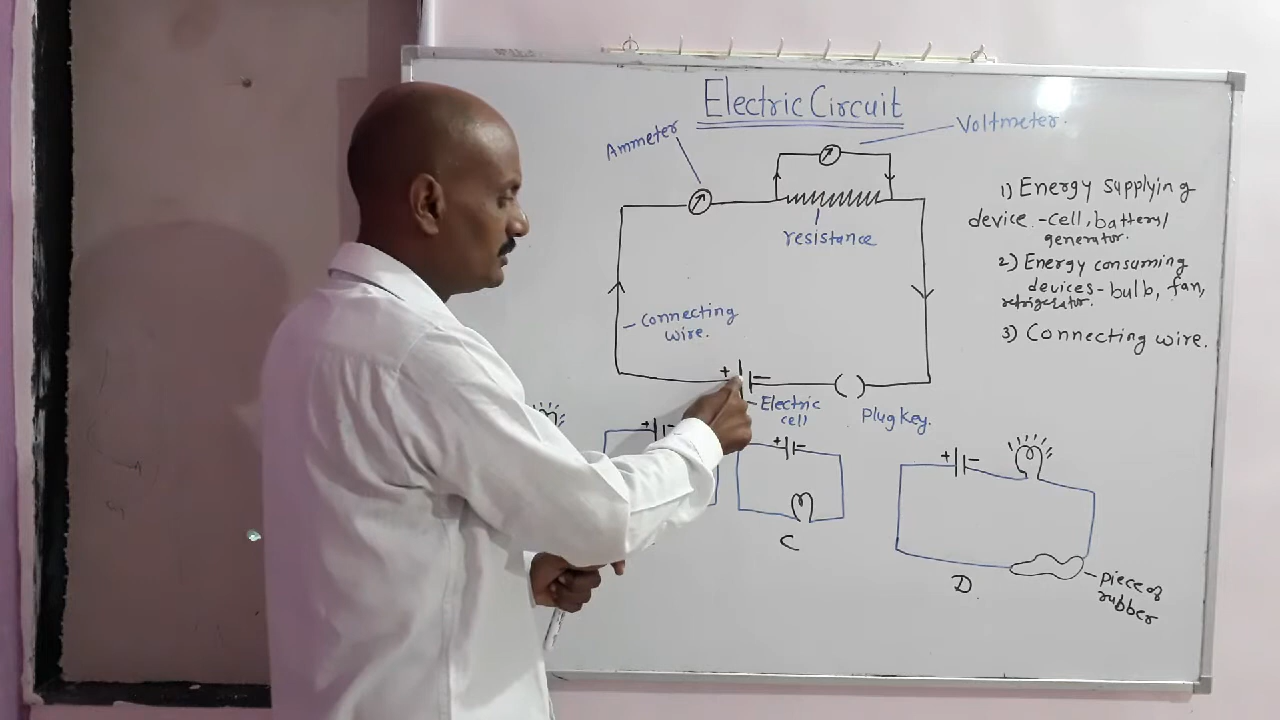 Electric Circuit
Ammeter
Voltmeter.
resistance
Connecting
wire.
+ −
Electric
cell
Plug Key.
1) Energy supplying
device - cell, battery/
generator.
2) Energy consuming
devices - bulb, fan,
refrigerator.
3) Connecting wire.
+
+ −
C
+ −
D
piece of
rubber